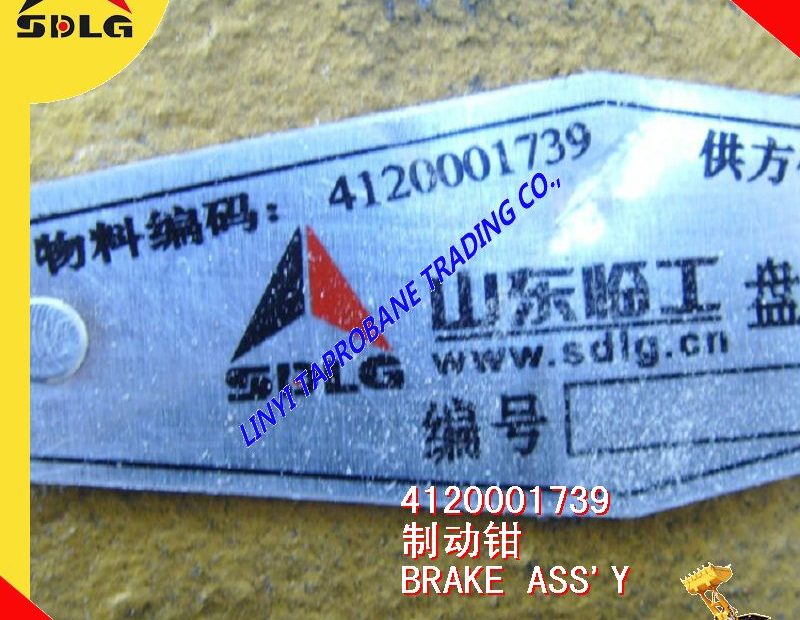 SDLG
物料编码: 4120001739
供方
SDLG
山东临工 盘
www.sdlg.cn
编号
LINYI TAPROBANE TRADING CO.,
4120001739
制动钳
BRAKE ASS'Y